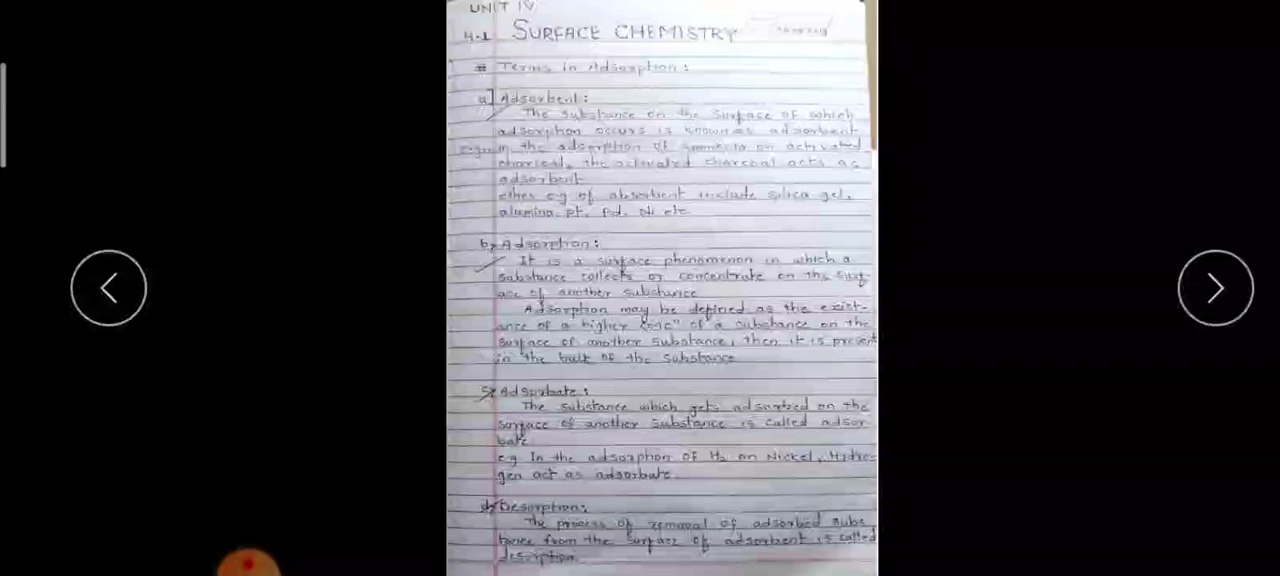 UNIT IV
4.1 SURFACE CHEMISTRY
# Terms in Adsorption:
a] Adsorbent:
The substance on the surface of which
adsorption occurs is known as adsorbent
e.g. in the adsorption of ammonia on activated
charcoal, the activated charcoal acts as
adsorbent
other e.g of absorbent include silica gel,
alumina, pt, pd, Ni etc
b) Adsorption:
It is a surface phenomenon in which a
substance collects or concentrate on the surf-
ace of another substance
Adsorption may be defined as the exist-
ance of a higher concⁿ of a substance on the
surface of another substance, then it is present
in the bulk of the substance
Adsorbate:
The substance which gets adsorbed on the
surface of another substance is called adsor
bate
e.g In the adsorption of H₂ on Nickel, Hydro-
gen act as adsorbate.
d) Desorption:
The process of removal of adsorbed subs
tance from the surface of adsorbent is called
desorption.